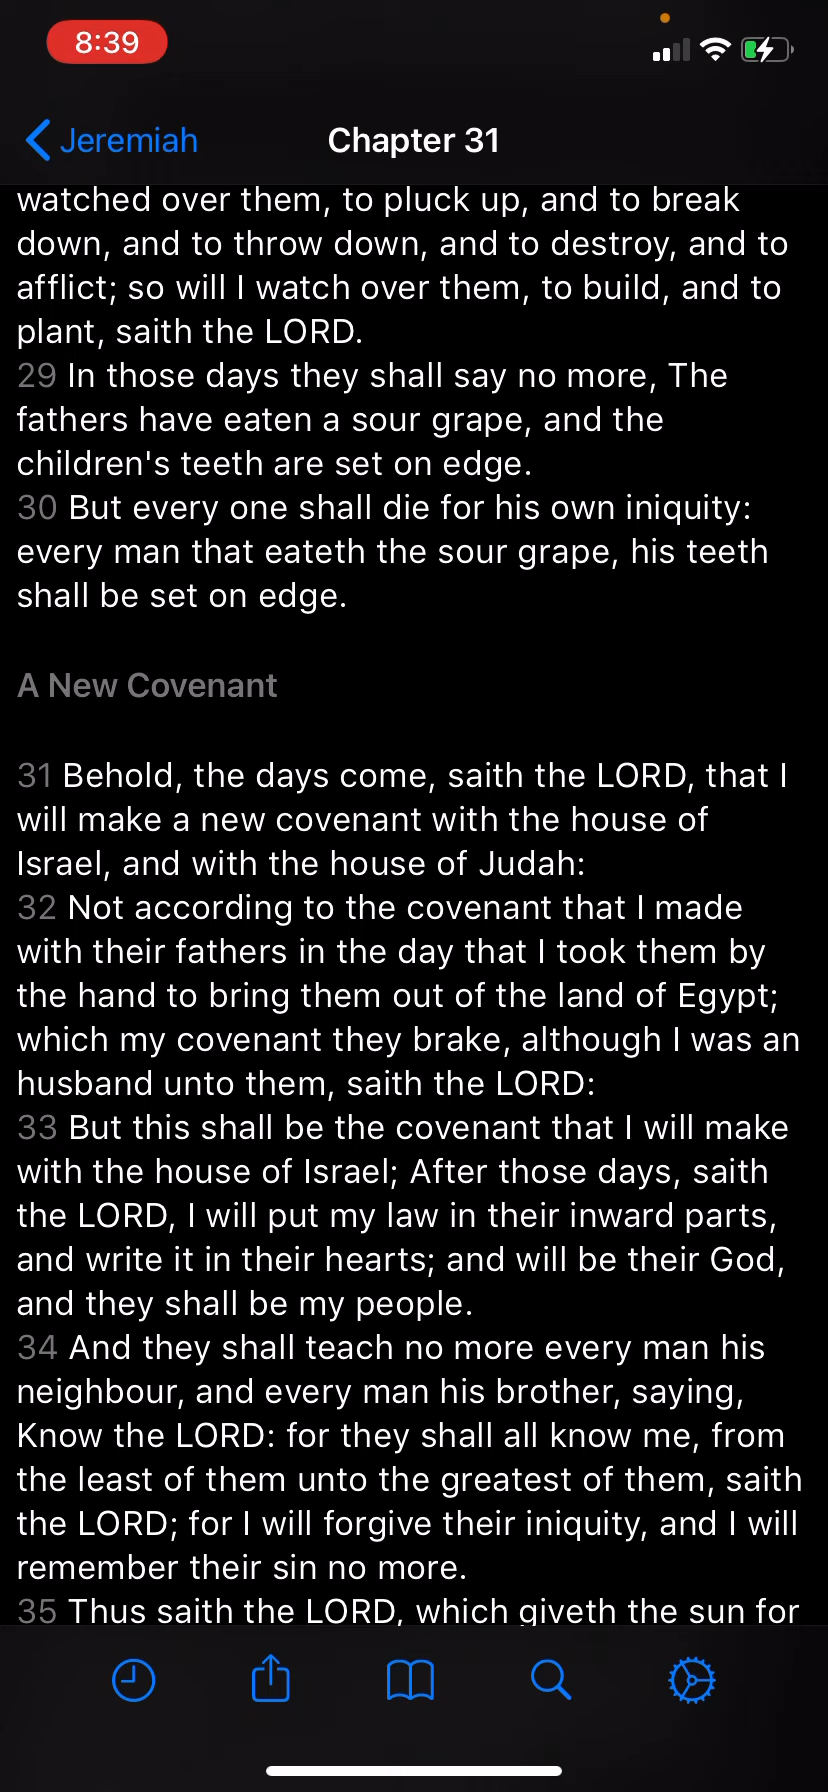 8:39
Jeremiah
Chapter 31
watched over them, to pluck up, and to break
down, and to throw down, and to destroy, and to
afflict; so will I watch over them, to build, and to
plant, saith the LORD.
29 In those days they shall say no more, The
fathers have eaten a sour grape, and the
children's teeth are set on edge.
30 But every one shall die for his own iniquity:
every man that eateth the sour grape, his teeth
shall be set on edge.
A New Covenant
31 Behold, the days come, saith the LORD, that I
will make a new covenant with the house of
Israel, and with the house of Judah:
32 Not according to the covenant that I made
with their fathers in the day that I took them by
the hand to bring them out of the land of Egypt;
which my covenant they brake, although I was an
husband unto them, saith the LORD:
33 But this shall be the covenant that I will make
with the house of Israel; After those days, saith
the LORD, I will put my law in their inward parts,
and write it in their hearts; and will be their God,
and they shall be my people.
34 And they shall teach no more every man his
neighbour, and every man his brother, saying,
Know the LORD: for they shall all know me, from
the least of them unto the greatest of them, saith
the LORD; for I will forgive their iniquity, and I will
remember their sin no more.
35 Thus saith the LORD, which giveth the sun for